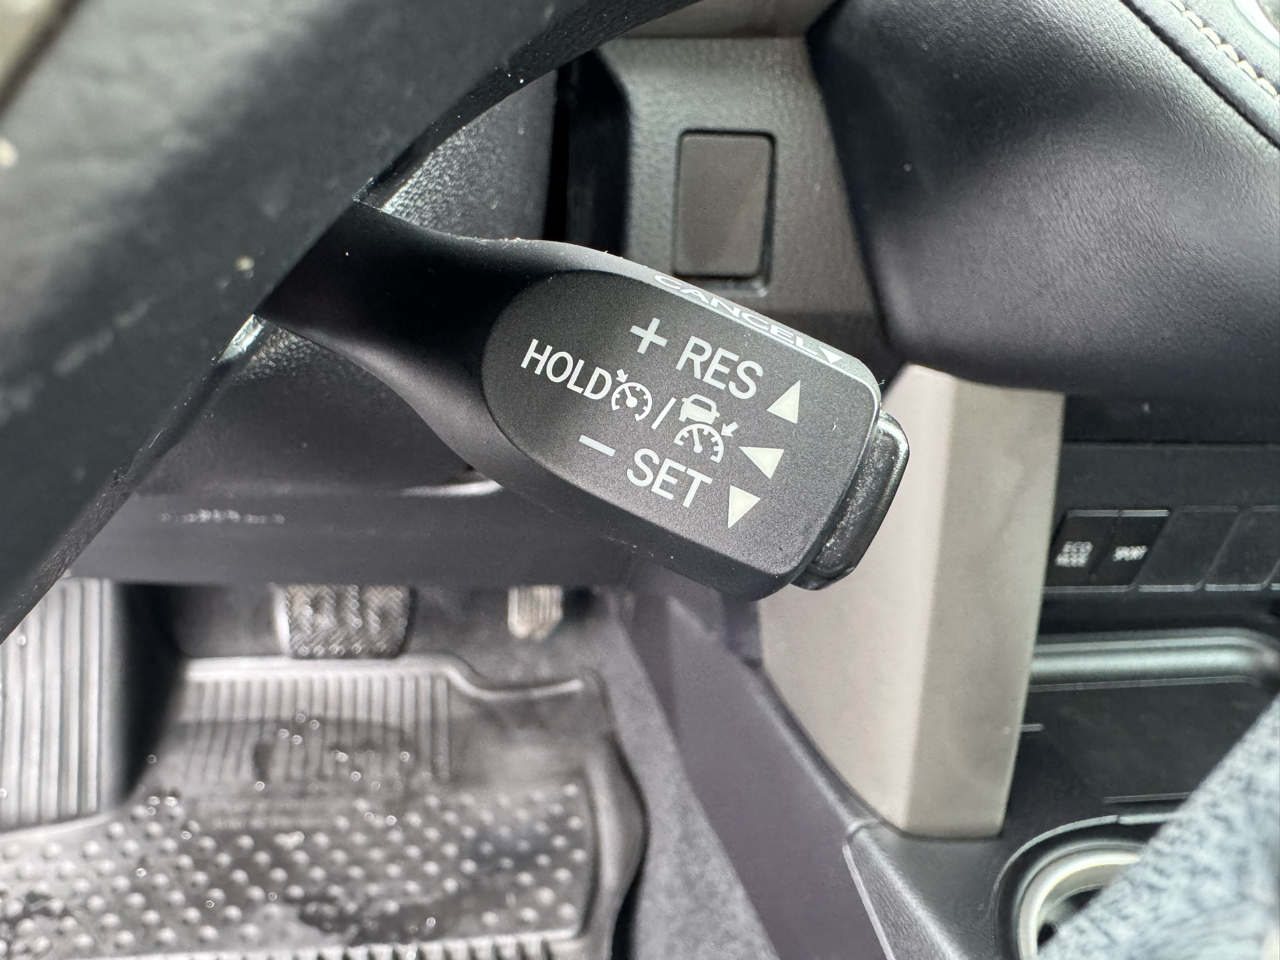 CANCEL
+ RES
HOLD /
− SET
ECO
MODE
SPORT